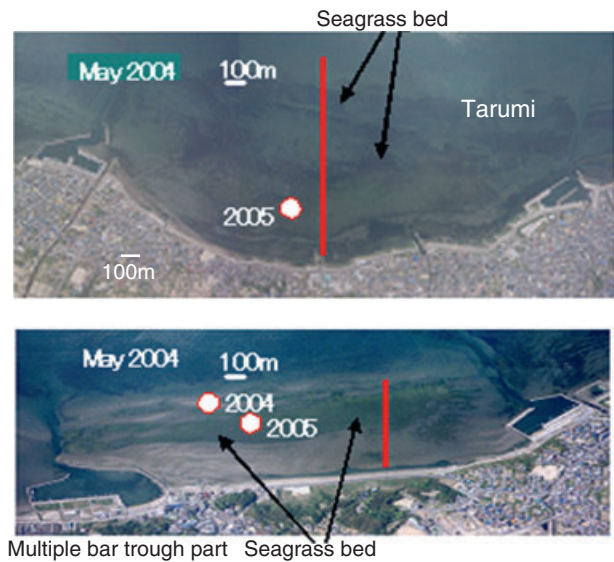 Seagrass bed
May 2004
100m
Tarumi
2005
100m
May 2004
100m
2004
2005
Multiple bar trough part Seagrass bed